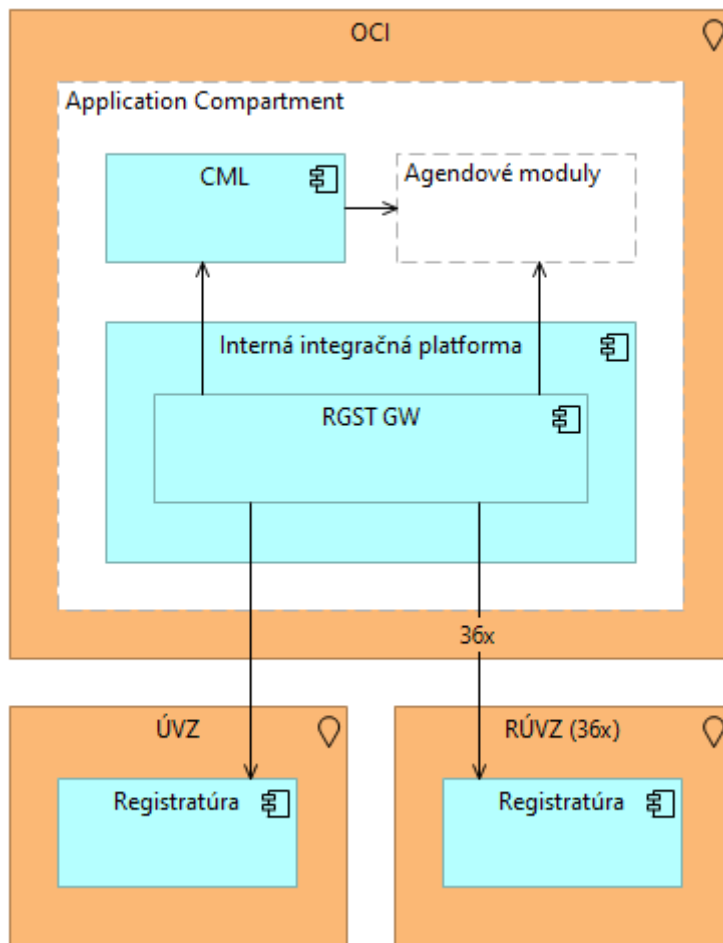 OCI
Application Compartment
CML
Agendové moduly
Interná integračná platforma
RGST GW
36x
ÚVZ
RÚVZ (36x)
Registratúra
Registratúra